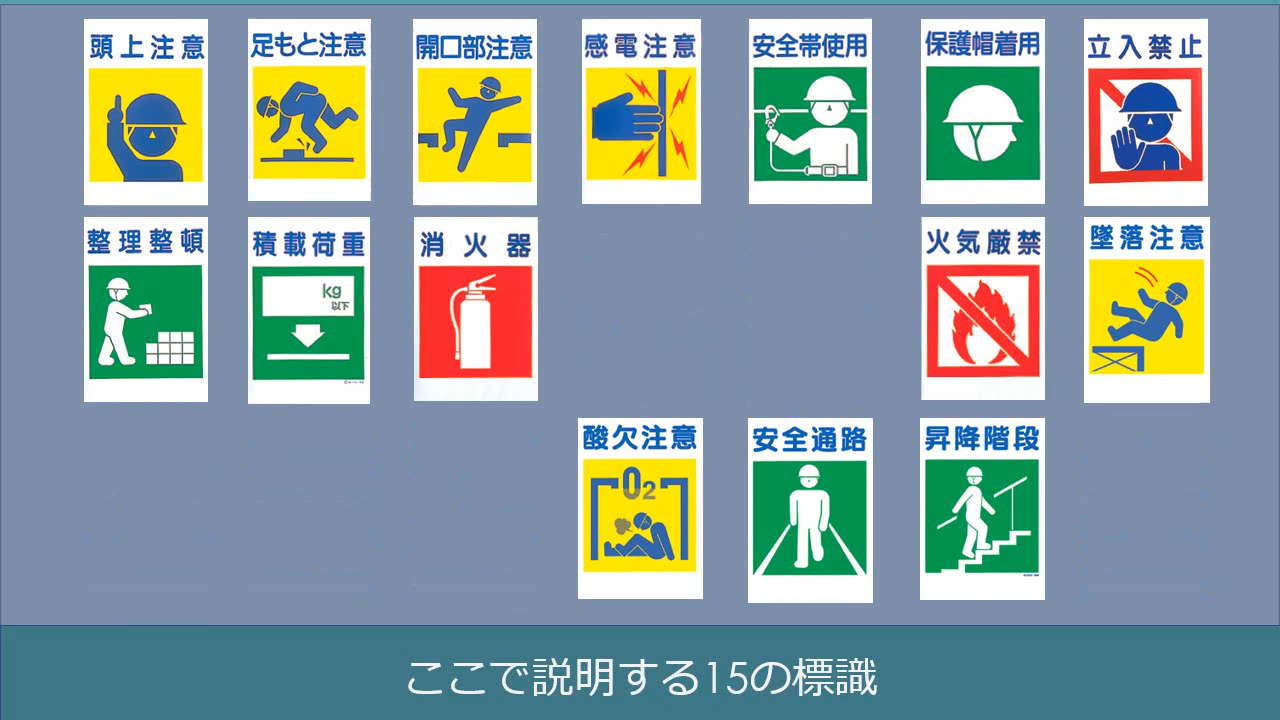 頭上注意
足もと注意
開口部注意
感電注意
安全帯使用
保護帽着用
立入禁止
整理整頓
積載荷重
kg
以下
消火器
火気厳禁
墜落注意
酸欠注意
O2
安全通路
昇降階段
ここで説明する15の標識